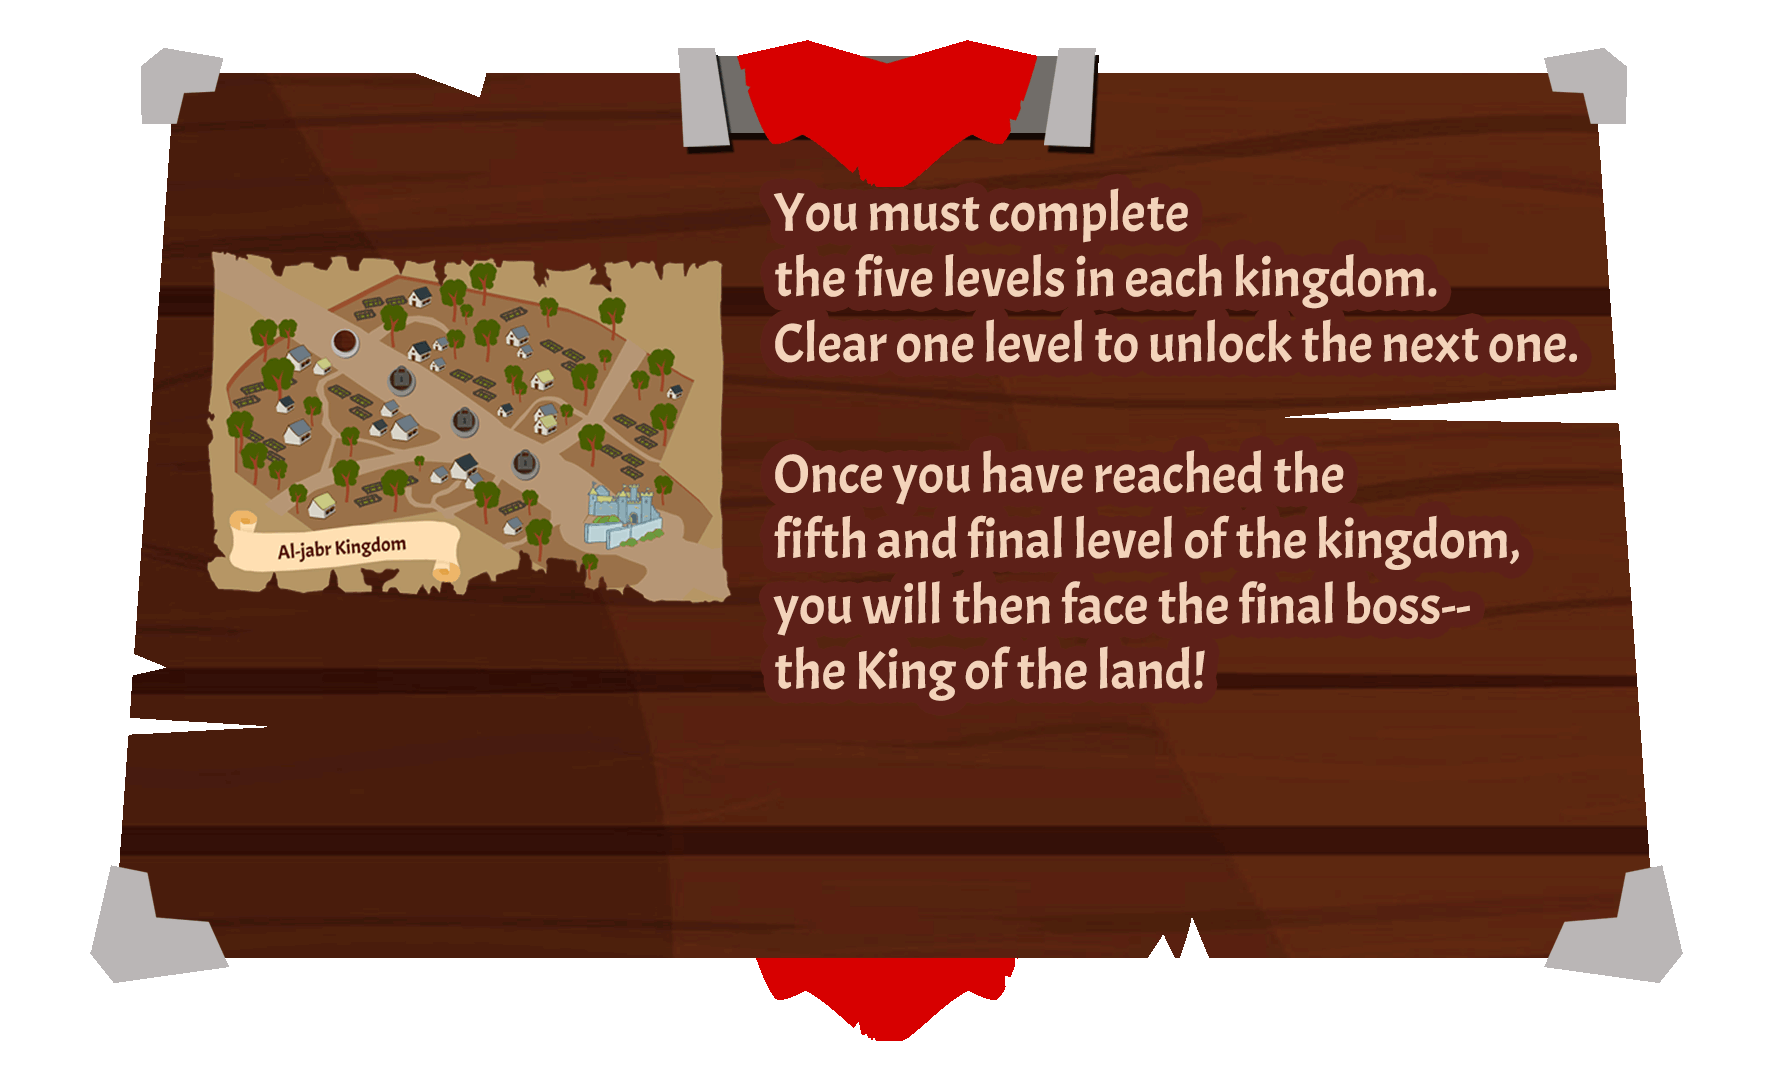 You must complete
the five levels in each kingdom.
Clear one level to unlock the next one.
Once you have reached the
fifth and final level of the kingdom,
you will then face the final boss--
the King of the land!
Al-jabr Kingdom